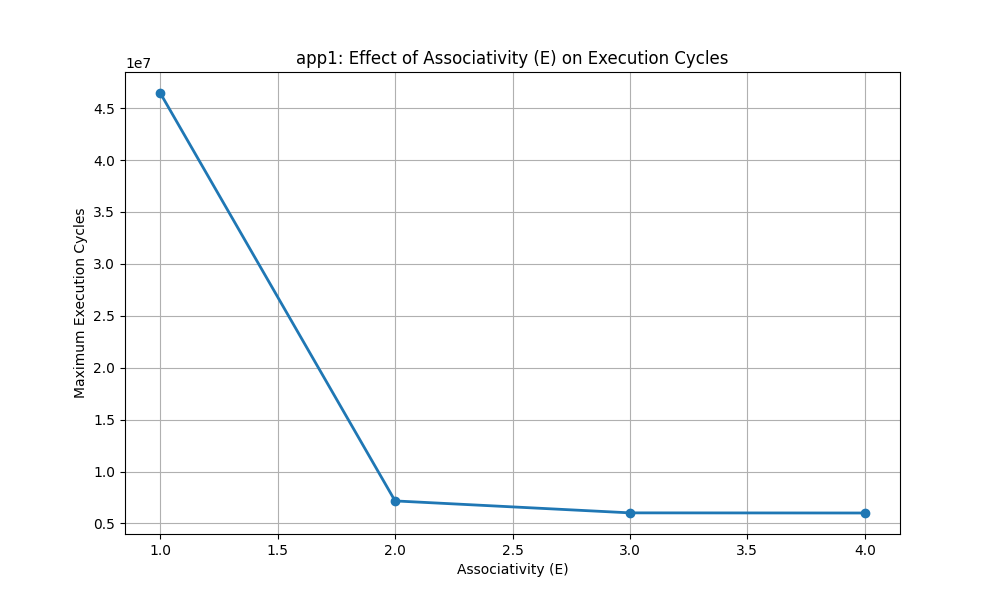 app1: Effect of Associativity (E) on Execution Cycles
1e7
4.5
4.0
3.5
3.0
2.5
2.0
1.5
1.0
0.5
Maximum Execution Cycles
1.0 1.5 2.0 2.5 3.0 3.5 4.0
Associativity (E)